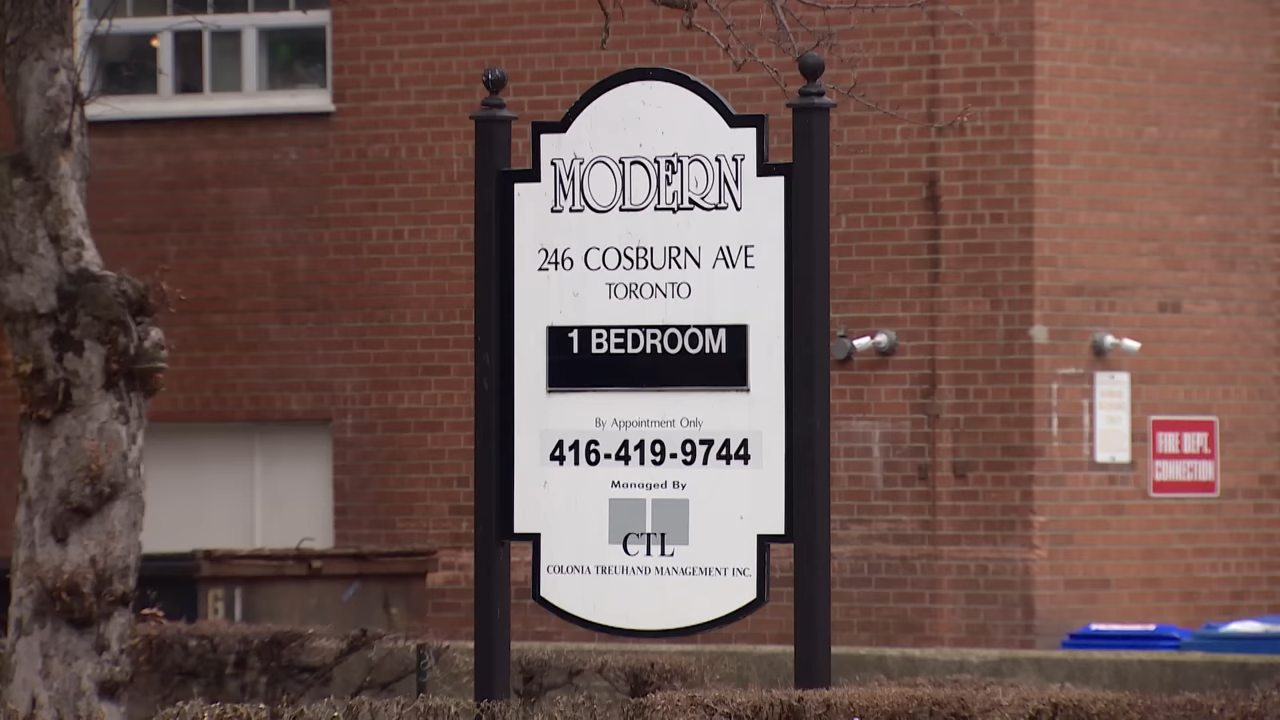 MODERN
246 COSBURN AVE
TORONTO
1 BEDROOM
By Appointment Only
416-419-9744
Managed By
CTL
COLONIA TREUHAND MANAGEMENT INC.
FIRE DEPT.
CONNECTION